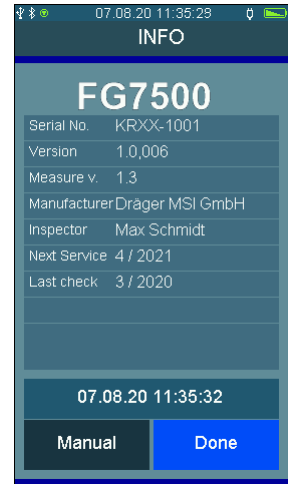 07.08.20 11:35:29
INFO
FG7500
Serial No. KRXX-1001
Version 1.0,006
Measure v. 1.3
Manufacturer Dräger MSI GmbH
Inspector Max Schmidt
Next Service 4 / 2021
Last check 3 / 2020
07.08.20 11:35:32
Manual Done